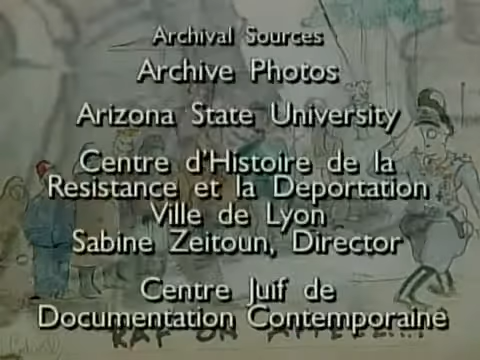 Archival Sources
Archive Photos
Arizona State University
Centre d'Histoire de la
Resistance et la Deportation
Ville de Lyon
Sabine Zeitoun, Director
Centre Juif de
Documentation Contemporaine